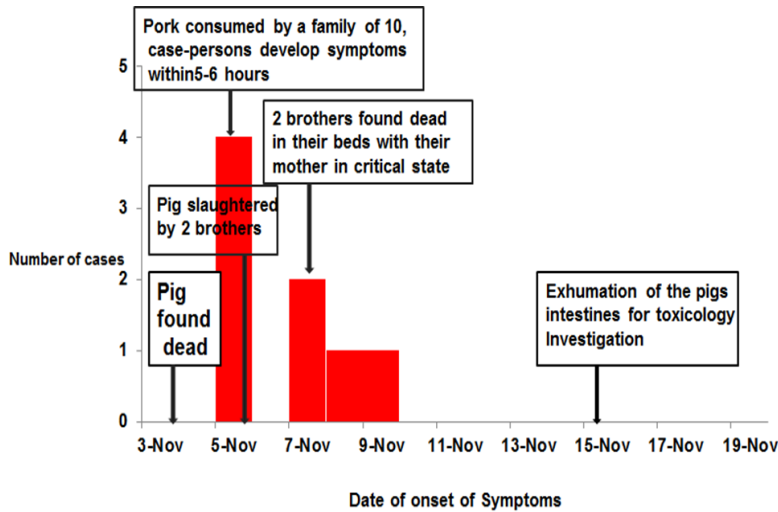 Pork consumed by a family of 10,
case-persons develop symptoms
within5-6 hours
2 brothers found dead
in their beds with their
mother in critical state
Pig slaughtered
by 2 brothers
Pig
found
dead
Exhumation of the pigs
intestines for toxicology
Investigation
Number of cases
5
4
3
2
1
0
3-Nov 5-Nov 7-Nov 9-Nov 11-Nov 13-Nov 15-Nov 17-Nov 19-Nov
Date of onset of Symptoms